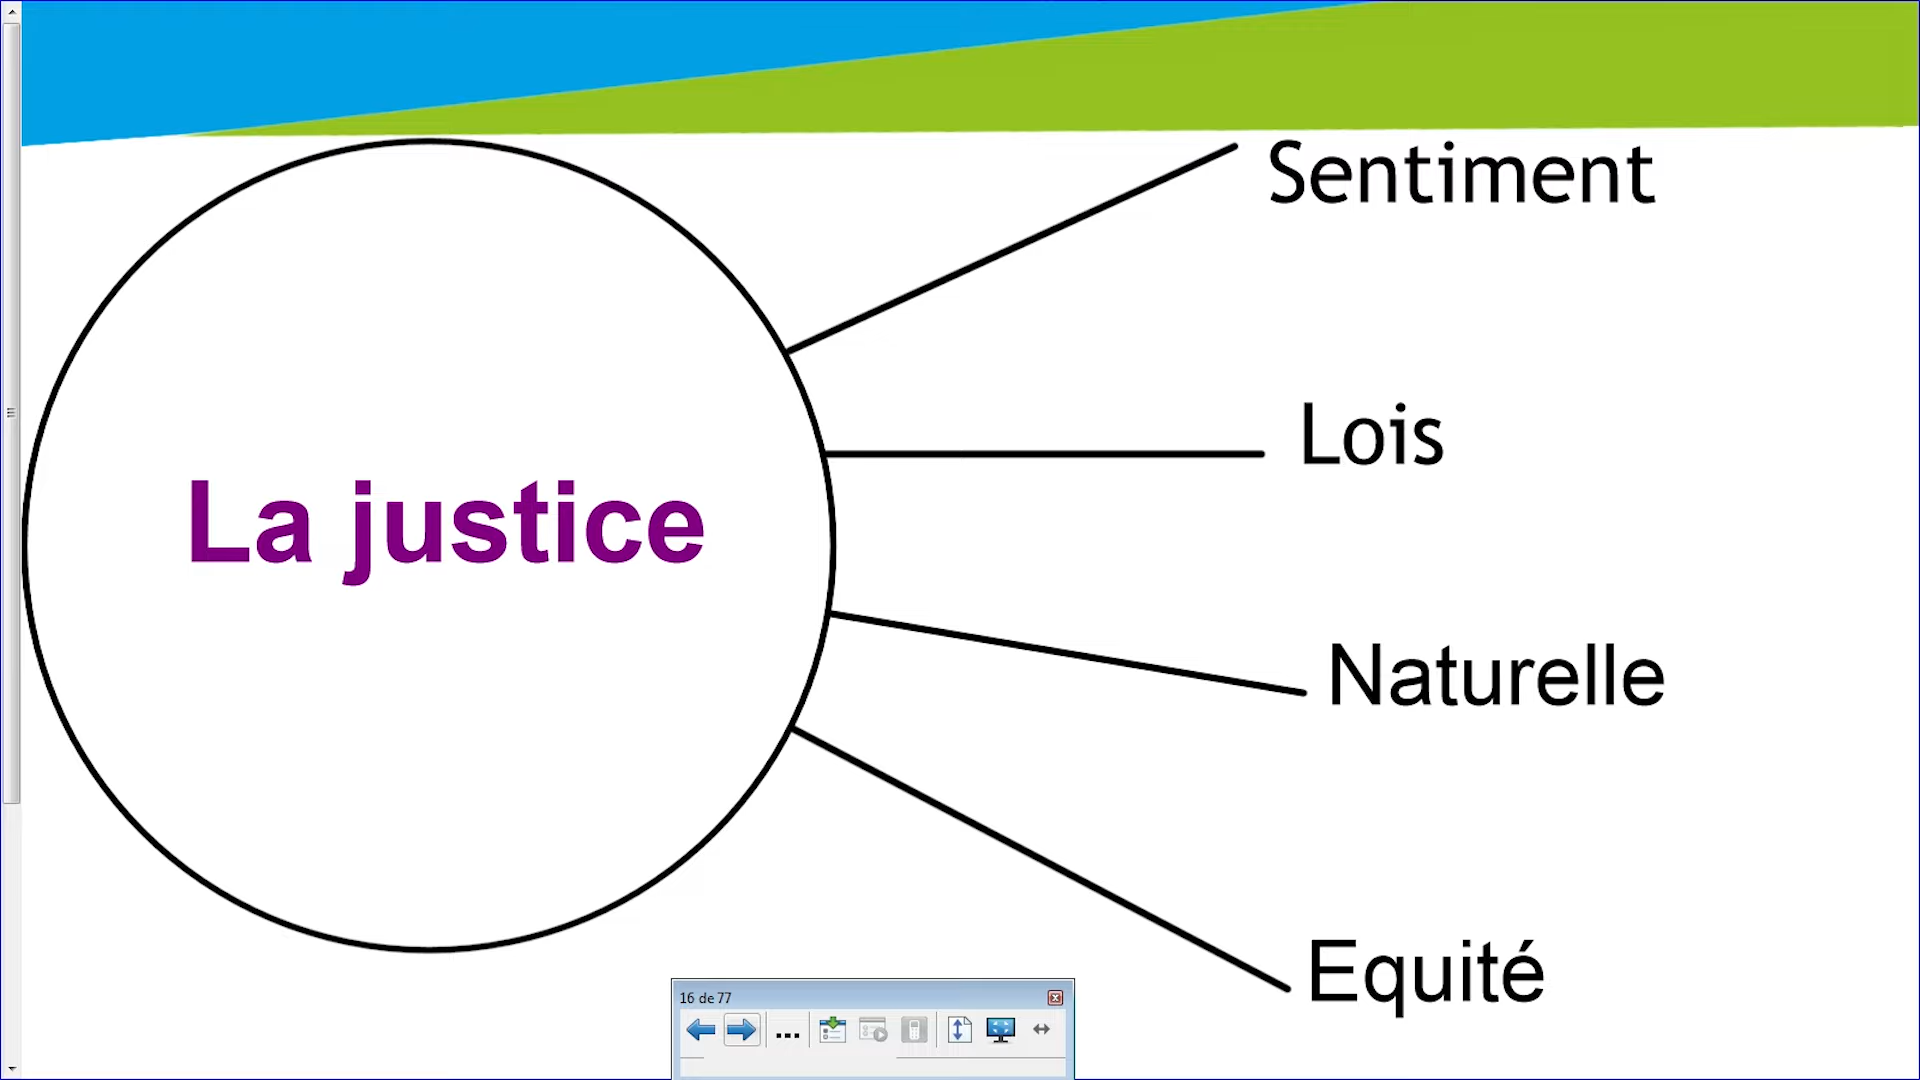 Sentiment
Lois
La justice
Naturelle
Equité
16 de 77